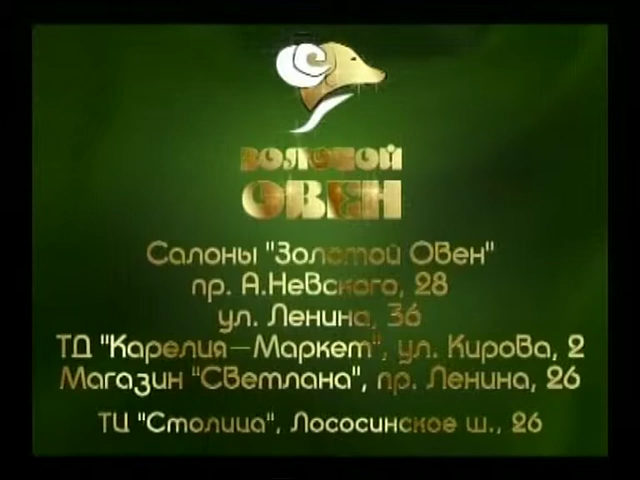 ЗОЛОТОЙ
ОВЕН
Салоны "Золотой Овен"
пр. А.Невского, 28
ул. Ленина, 36
ТД "Карелия-Маркет", ул. Кирова, 2
Магазин "Светлана", пр. Ленина, 26
ТЦ "Столица", Лососинское ш., 26